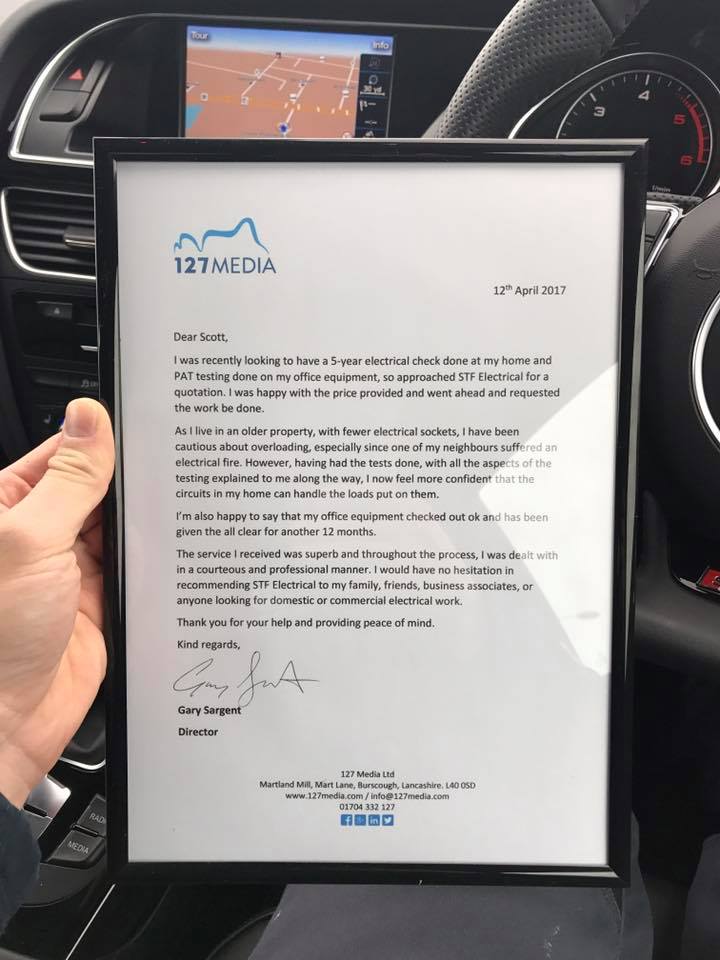 Tour
Info
30 yd
3
4
5
6
127MEDIA
12th April 2017
Dear Scott,
I was recently looking to have a 5-year electrical check done at my home and
PAT testing done on my office equipment, so approached STF Electrical for a
quotation. I was happy with the price provided and went ahead and requested
the work be done.
As I live in an older property, with fewer electrical sockets, I have been
cautious about overloading, especially since one of my neighbours suffered an
electrical fire. However, having had the tests done, with all the aspects of the
testing explained to me along the way, I now feel more confident that the
circuits in my home can handle the loads put on them.
I'm also happy to say that my office equipment checked out ok and has been
given the all clear for another 12 months.
The service I received was superb and throughout the process, I was dealt with
in a courteous and professional manner. I would have no hesitation in
recommending STF Electrical to my family, friends, business associates, or
anyone looking for domestic or commercial electrical work.
Thank you for your help and providing peace of mind.
Kind regards,
Gary Sargent
Director
127 Media Ltd
Martland Mill, Mart Lane, Burscough, Lancashire. L40 0SD
www.127media.com / info@127media.com
01704 332 127
RAD
MEDIA